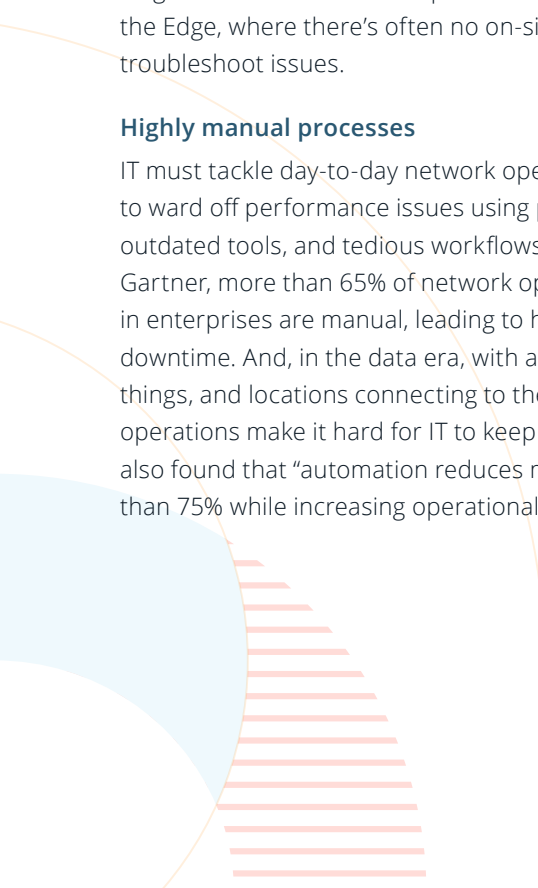 the Edge, where there’s often no on-si
troubleshoot issues.
Highly manual processes
IT must tackle day-to-day network ope
to ward off performance issues using
outdated tools, and tedious workflows
Gartner, more than 65% of network op
in enterprises are manual, leading to h
downtime. And, in the data era, with a
things, and locations connecting to the
operations make it hard for IT to keep
also found that “automation reduces
than 75% while increasing operational